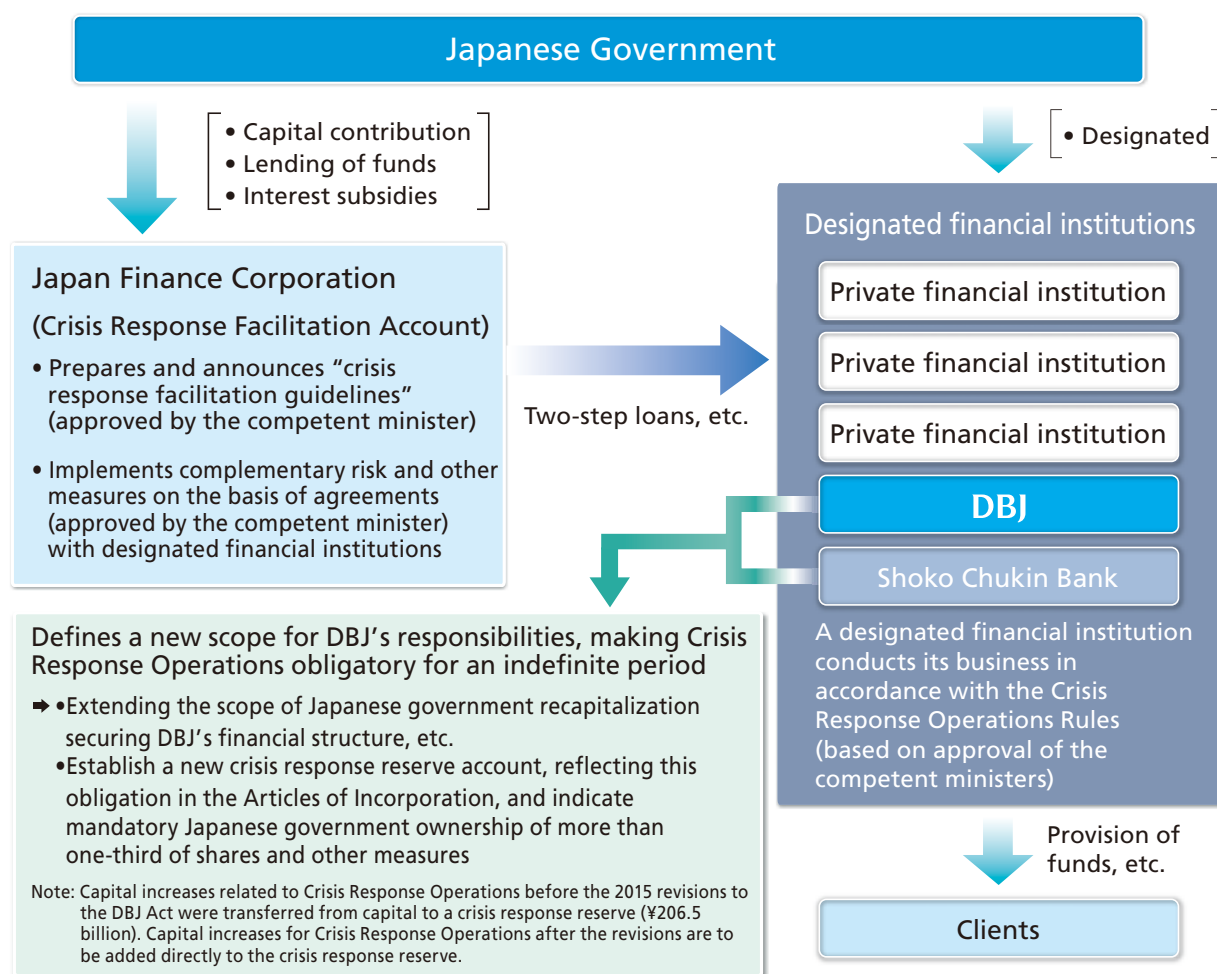 Japanese Government
• Capital contribution
• Lending of funds
• Interest subsidies
• Designated
Japan Finance Corporation
(Crisis Response Facilitation Account)
• Prepares and announces “crisis
response facilitation guidelines”
(approved by the competent minister)
• Implements complementary risk and other
measures on the basis of agreements
(approved by the competent minister)
with designated financial institutions
Two-step loans, etc.
Designated financial institutions
Private financial institution
Private financial institution
Private financial institution
DBJ
Shoko Chukin Bank
A designated financial institution
conducts its business in
accordance with the Crisis
Response Operations Rules
(based on approval of the
competent ministers)
Defines a new scope for DBJ’s responsibilities, making Crisis
Response Operations obligatory for an indefinite period
➡ •Extending the scope of Japanese government recapitalization
securing DBJ’s financial structure, etc.
•Establish a new crisis response reserve account, reflecting this
obligation in the Articles of Incorporation, and indicate
mandatory Japanese government ownership of more than
one-third of shares and other measures
Note: Capital increases related to Crisis Response Operations before the 2015 revisions to
the DBJ Act were transferred from capital to a crisis response reserve (¥206.5
billion). Capital increases for Crisis Response Operations after the revisions are to
be added directly to the crisis response reserve.
Provision of
funds, etc.
Clients